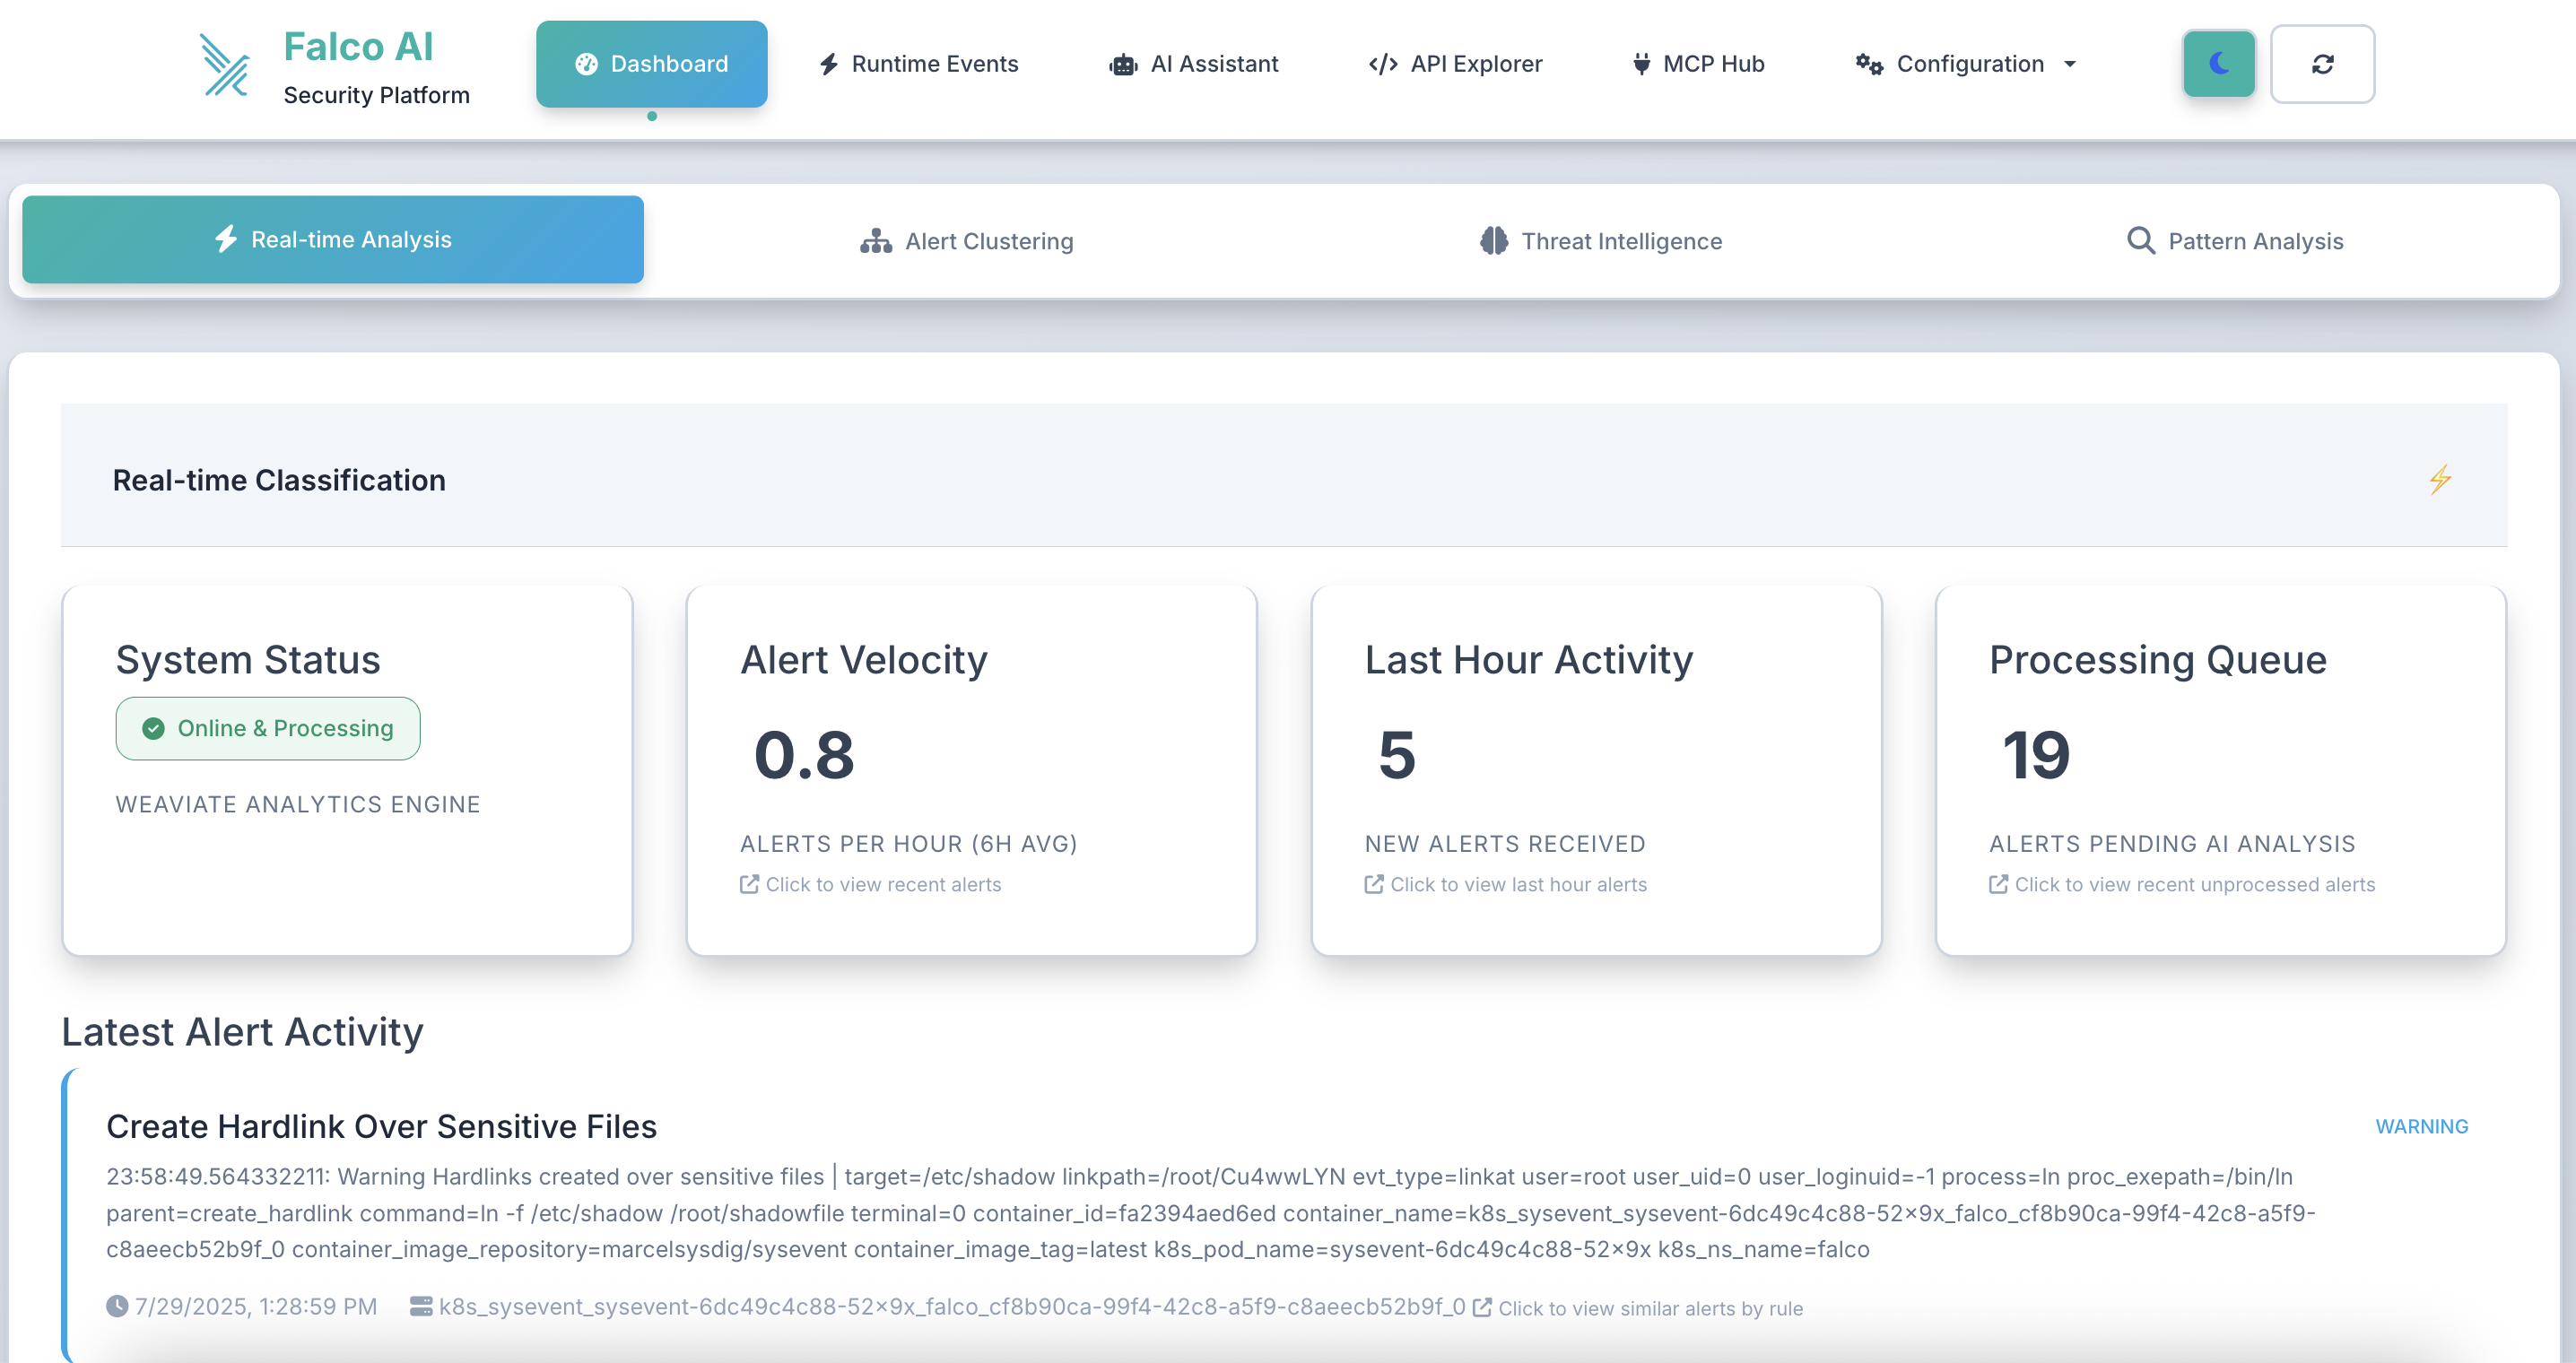 Falco AI
Security Platform
Dashboard
Runtime Events
AI Assistant
API Explorer
MCP Hub
Configuration
Real-time Analysis
Alert Clustering
Threat Intelligence
Pattern Analysis
Real-time Classification
System Status
Online & Processing
WEAVIATE ANALYTICS ENGINE
Alert Velocity
0.8
ALERTS PER HOUR (6H AVG)
Click to view recent alerts
Last Hour Activity
5
NEW ALERTS RECEIVED
Click to view last hour alerts
Processing Queue
19
ALERTS PENDING AI ANALYSIS
Click to view recent unprocessed alerts
Latest Alert Activity
Create Hardlink Over Sensitive Files
WARNING
23:58:49.564332211: Warning Hardlinks created over sensitive files | target=/etc/shadow linkpath=/root/Cu4wwLYN evt_type=linkat user=root user_uid=0 user_loginuid=-1 process=ln proc_exepath=/bin/ln
parent=create_hardlink command=ln -f /etc/shadow /root/shadowfile terminal=0 container_id=fa2394aed6ed container_name=k8s_sysevent_sysevent-6dc49c4c88-52x9x_falco_cf8b90ca-99f4-42c8-a5f9-
c8aeecb52b9f_0 container_image_repository=marcelsysdig/sysevent container_image_tag=latest k8s_pod_name=sysevent-6dc49c4c88-52x9x k8s_ns_name=falco
7/29/2025, 1:28:59 PM k8s_sysevent_sysevent-6dc49c4c88-52x9x_falco_cf8b90ca-99f4-42c8-a5f9-c8aeecb52b9f_0 Click to view similar alerts by rule